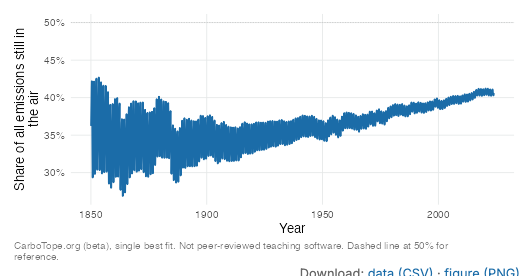 Share of all emissions still in
the air
50%
45%
40%
35%
30%
1850
1900
1950
2000
Year
CarboTope.org (beta), single best fit. Not peer-reviewed teaching software. Dashed line at 50% for
reference.
Download: data (CSV) · figure (PNG)